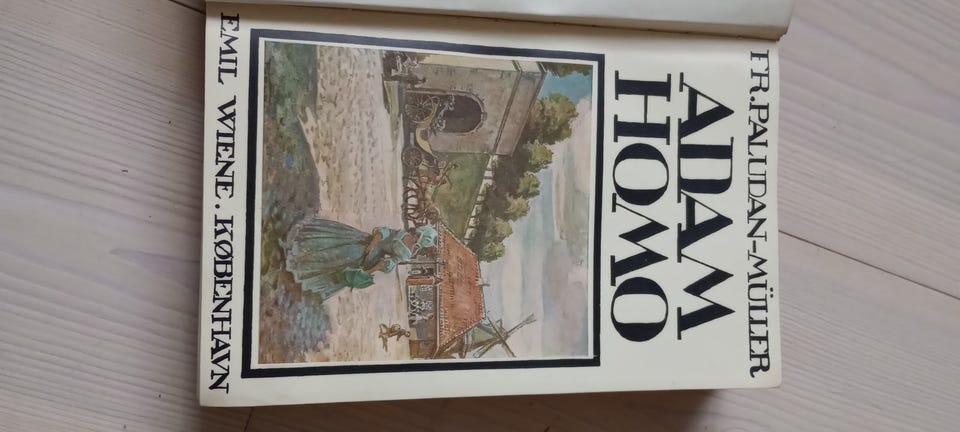 FR. PALUDAN-MÜLLER
ADAM
HOMO
EMIL WIENE. KØBENHAVN